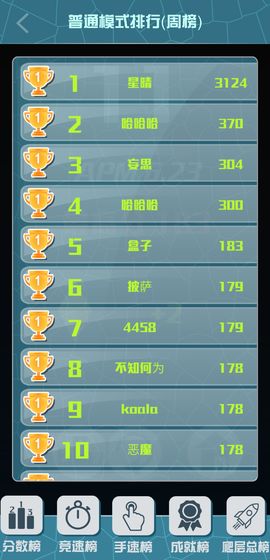 普通模式排行(周榜)
1 星晴 3124
2 哈哈哈 370
3 妄思 304
4 哈哈哈 300
5 盒子 183
6 披萨 179
7 4458 179
8 不知何为 178
9 koala 178
10 恶魔 178
分数榜 竞速榜 手速榜 成就榜 魔层总榜